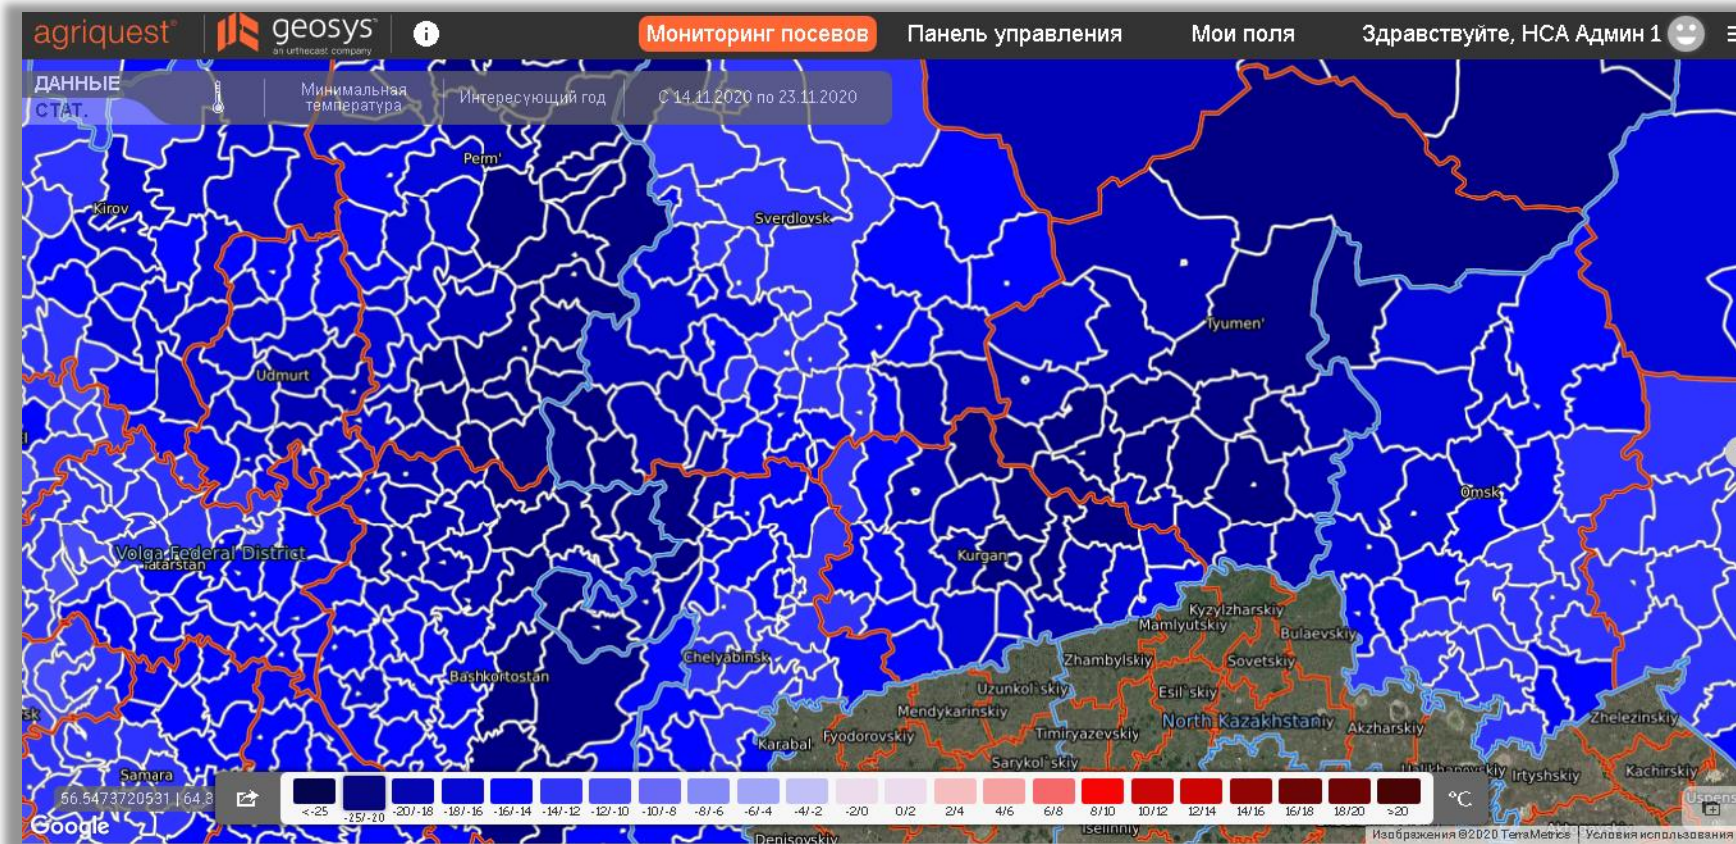 agriquest®
geosys™
an urthecast company
i
Мониторинг посевов
Панель управления
Мои поля
Здравствуйте, НСА Админ 1
ДАННЫЕ
СТАТ.
Минимальная
температура
Интересующий год
С 14.11.2020 по 23.11.2020
Perm'
Kirov
Sverdlovsk
Tyumen'
Udmurt
Omsk
Volga Federal District
Tatarstan
Kurgan
Kyzylzharskiy
Mamlyutskiy
Bulaevskiy
Chelyabinsk
Zhambylskiy
Sovetskiy
Bashkortostan
Uzunkol'skiy
Esil'skiy
Mendykarinskiy
North Kazakhstan
Zhelezinskiy
Karabal
Fyodorovskiy
Timiryazevskiy
Akzharskiy
Sarykol'skiy
Samara
Irtyshskiy
Kachirskiy
56.5473720531 | 64.3
<-25 -25/-20 -20/-18 -18/-16 -16/-14 -14/-12 -12/-10 -10/-8 -8/-6 -6/-4 -4/-2 -2/0 0/2 2/4 4/6 6/8 8/10 10/12 12/14 14/16 16/18 18/20 >20
°C
Google
Denisovskiy
Изображения ©2020 TerraMetrics
Условия использования